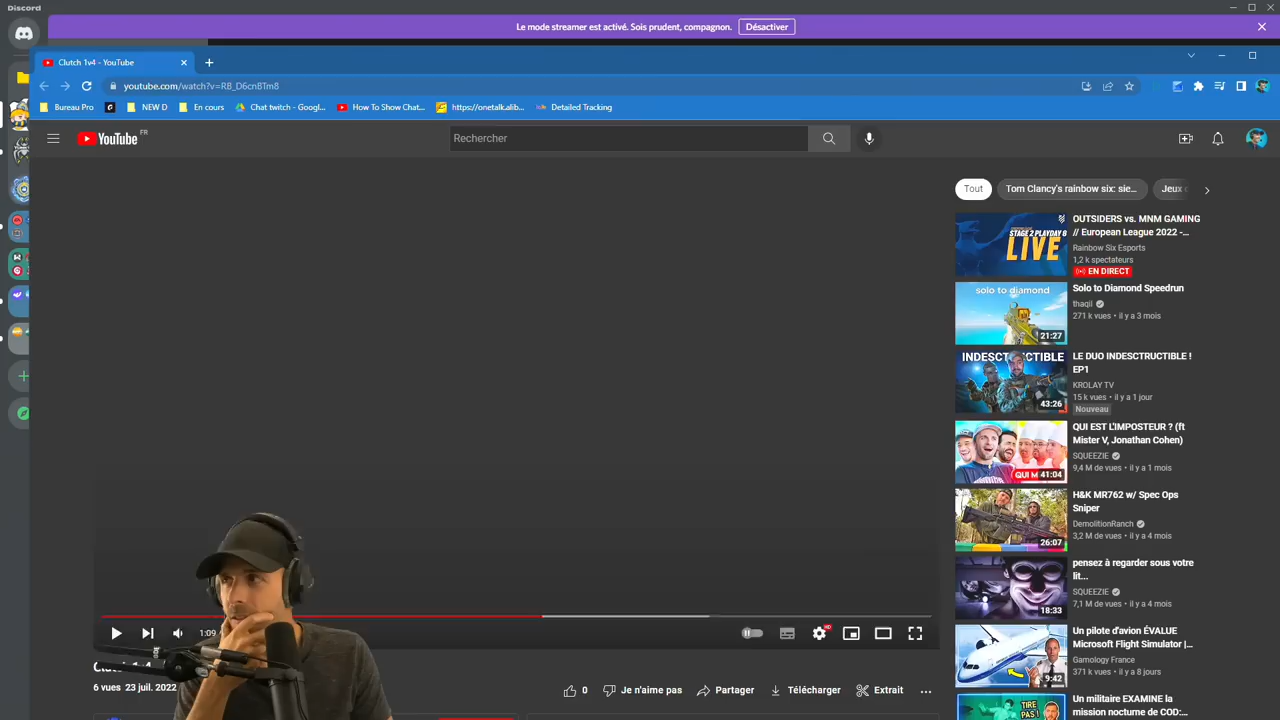 Discord
Le mode streamer est activé. Sois prudent, compagnon.
Désactiver
Clutch 1v4 - YouTube
youtube.com/watch?v=RB_D6cnBTm8
Bureau Pro
NEW D
En cours
Chat twitch - Googl...
How To Show Chat...
https://onetalk.alib...
Detailed Tracking
YouTube FR
Rechercher
Tout
Tom Clancy's rainbow six: sie...
STAGE 2 PLAYDAY 8
LIVE
OUTSIDERS vs. MNM GAMING
// European League 2022 -...
Rainbow Six Esports
1,2 k spectateurs
EN DIRECT
solo to diamond
21:27
Solo to Diamond Speedrun
thaqil
271 k vues • il y a 3 mois
43:26
LE DUO INDESCTRUCTIBLE !
EP1
KROLAY TV
15 k vues • il y a 1 jour
Nouveau
41:04
QUI EST L'IMPOSTEUR ? (ft
Mister V, Jonathan Cohen)
SQUEEZIE
9,4 M de vues • il y a 1 mois
26:07
H&K MR762 w/ Spec Ops
Sniper
DemolitionRanch
3,2 M de vues • il y a 4 mois
18:33
pensez à regarder sous votre
lit...
SQUEEZIE
7,1 M de vues • il y a 4 mois
9:42
Un pilote d'avion ÉVALUE
Microsoft Flight Simulator |...
Gamology France
371 k vues • il y a 8 jours
TIRE
PAS !
Un militaire EXAMINE la
mission nocturne de COD:...
1:09
HD
6 vues 23 juil. 2022
0
Je n'aime pas
Partager
Télécharger
Extrait